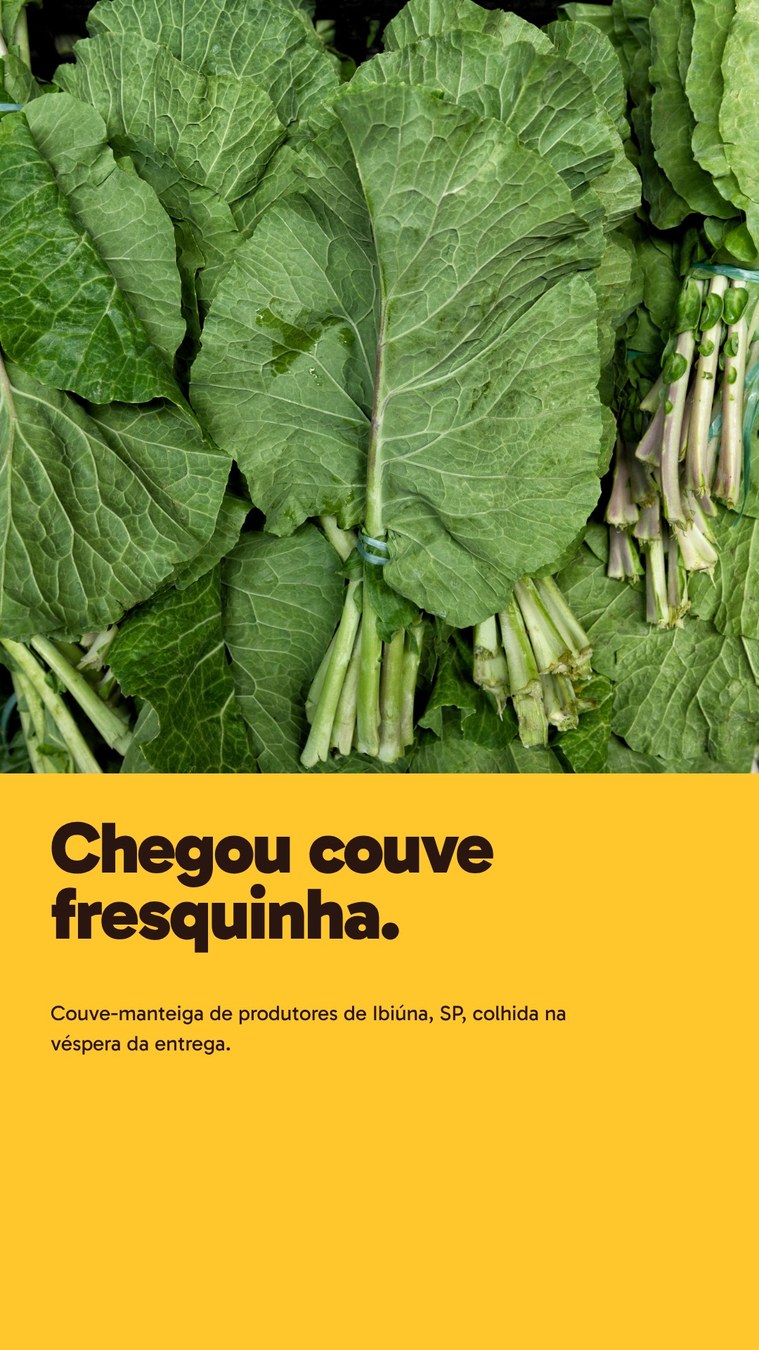 Chegou couve
fresquinha.
Couve-manteiga de produtores de Ibiúna, SP, colhida na
véspera da entrega.